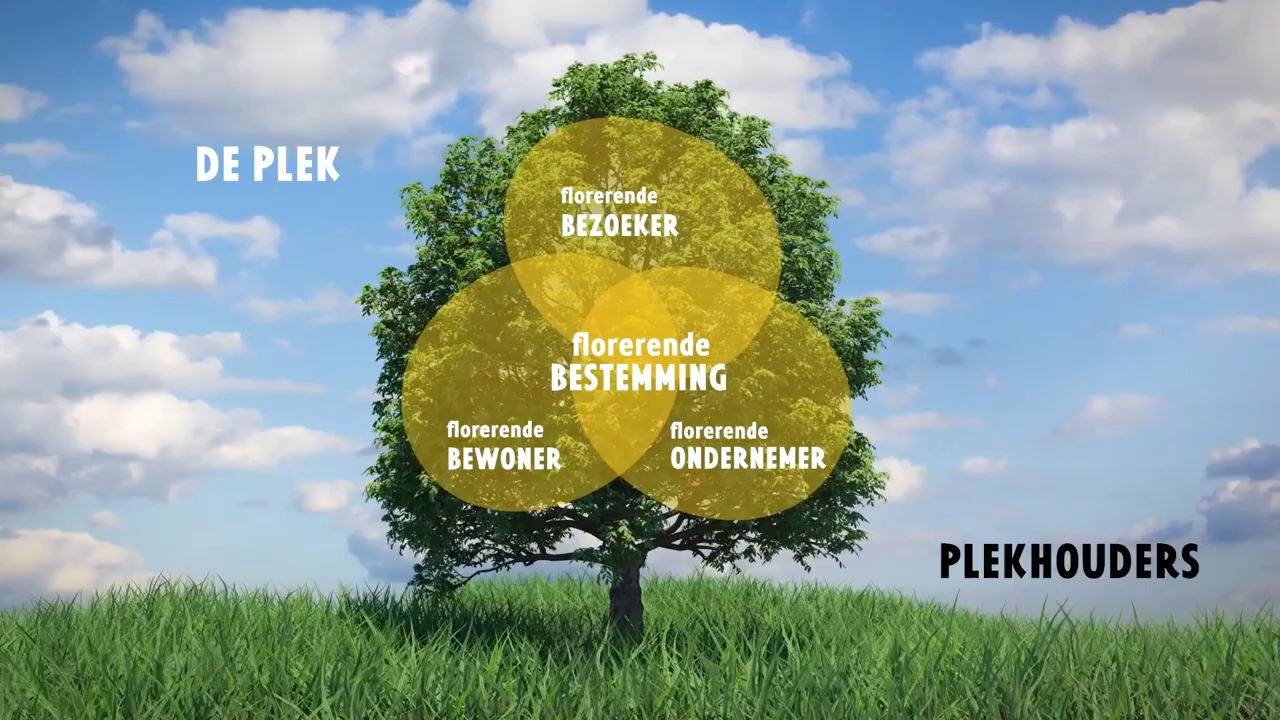 DE PLEK
florerende
BEZOEKER
florerende
BESTEMMING
florerende
BEWONER
florerende
ONDERNEMER
PLEKHOUDERS